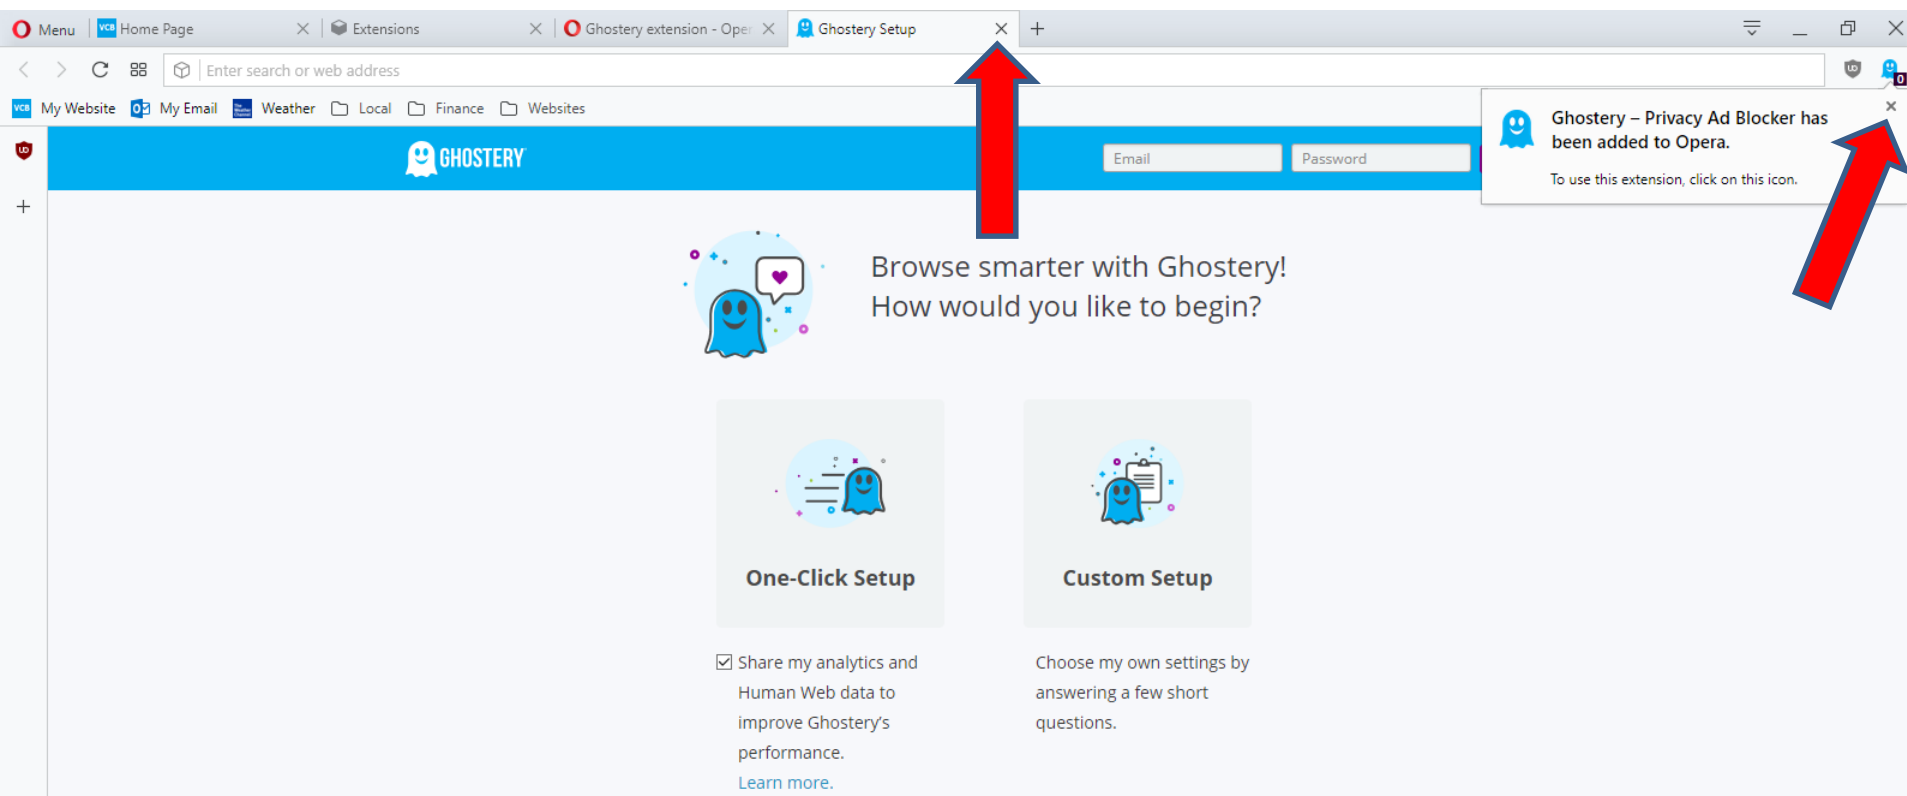 Menu
VCB Home Page
Extensions
Ghostery extension - Ope
Ghostery Setup
Enter search or web address
0
VCB My Website
My Email
Weather
Local
Finance
Websites
Ghostery – Privacy Ad Blocker has
been added to Opera.
To use this extension, click on this icon.
GHOSTERY
Email
Password
Browse smarter with Ghostery!
How would you like to begin?
One-Click Setup
Custom Setup
Share my analytics and
Human Web data to
improve Ghostery's
performance.
Learn more.
Choose my own settings by
answering a few short
questions.